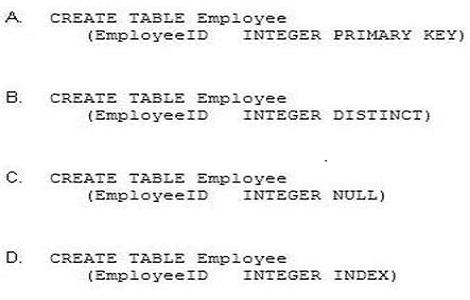 A. CREATE TABLE Employee
(EmployeeID INTEGER PRIMARY KEY)
B. CREATE TABLE Employee
(EmployeeID INTEGER DISTINCT)
C. CREATE TABLE Employee
(EmployeeID INTEGER NULL)
D. CREATE TABLE Employee
(EmployeeID INTEGER INDEX)